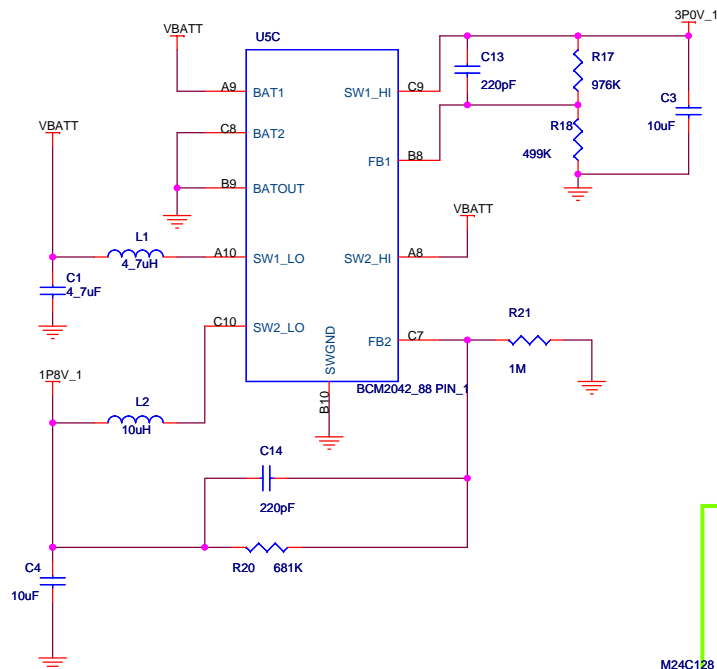 3P0V_1
VBATT
U5C
C13
220pF
R17
976K
C3
10uF
R18
499K
A9
BAT1
SW1_HI
C9
VBATT
C8
BAT2
B9
BATOUT
FB1
B8
VBATT
L1
4_7uH
A10
SW1_LO
SW2_HI
A8
C1
4_7uF
C10
SW2_LO
SWGND
FB2
C7
R21
1M
1P8V_1
B10
BCM2042_88 PIN_1
L2
10uH
C14
220pF
C4
10uF
R20
681K
M24C128